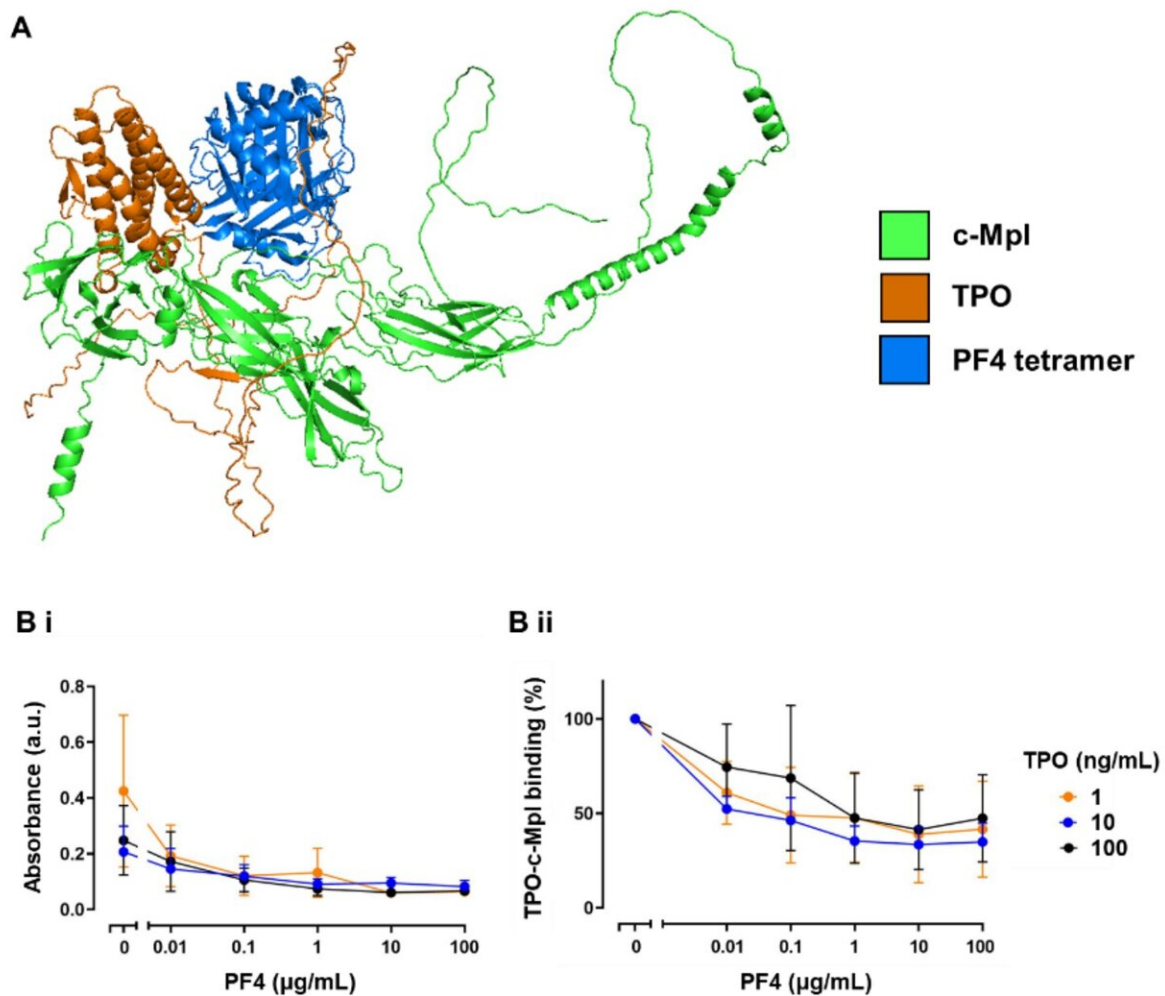 A
c-Mpl
TPO
PF4 tetramer
B i
Absorbance (a.u.)
0.8
0.6
0.4
0.2
0.0
0 0.01 0.1 1 10 100
PF4 (µg/mL)
B ii
TPO-c-Mpl binding (%)
100
50
0
0 0.01 0.1 1 10 100
PF4 (µg/mL)
TPO (ng/mL)
1
10
100